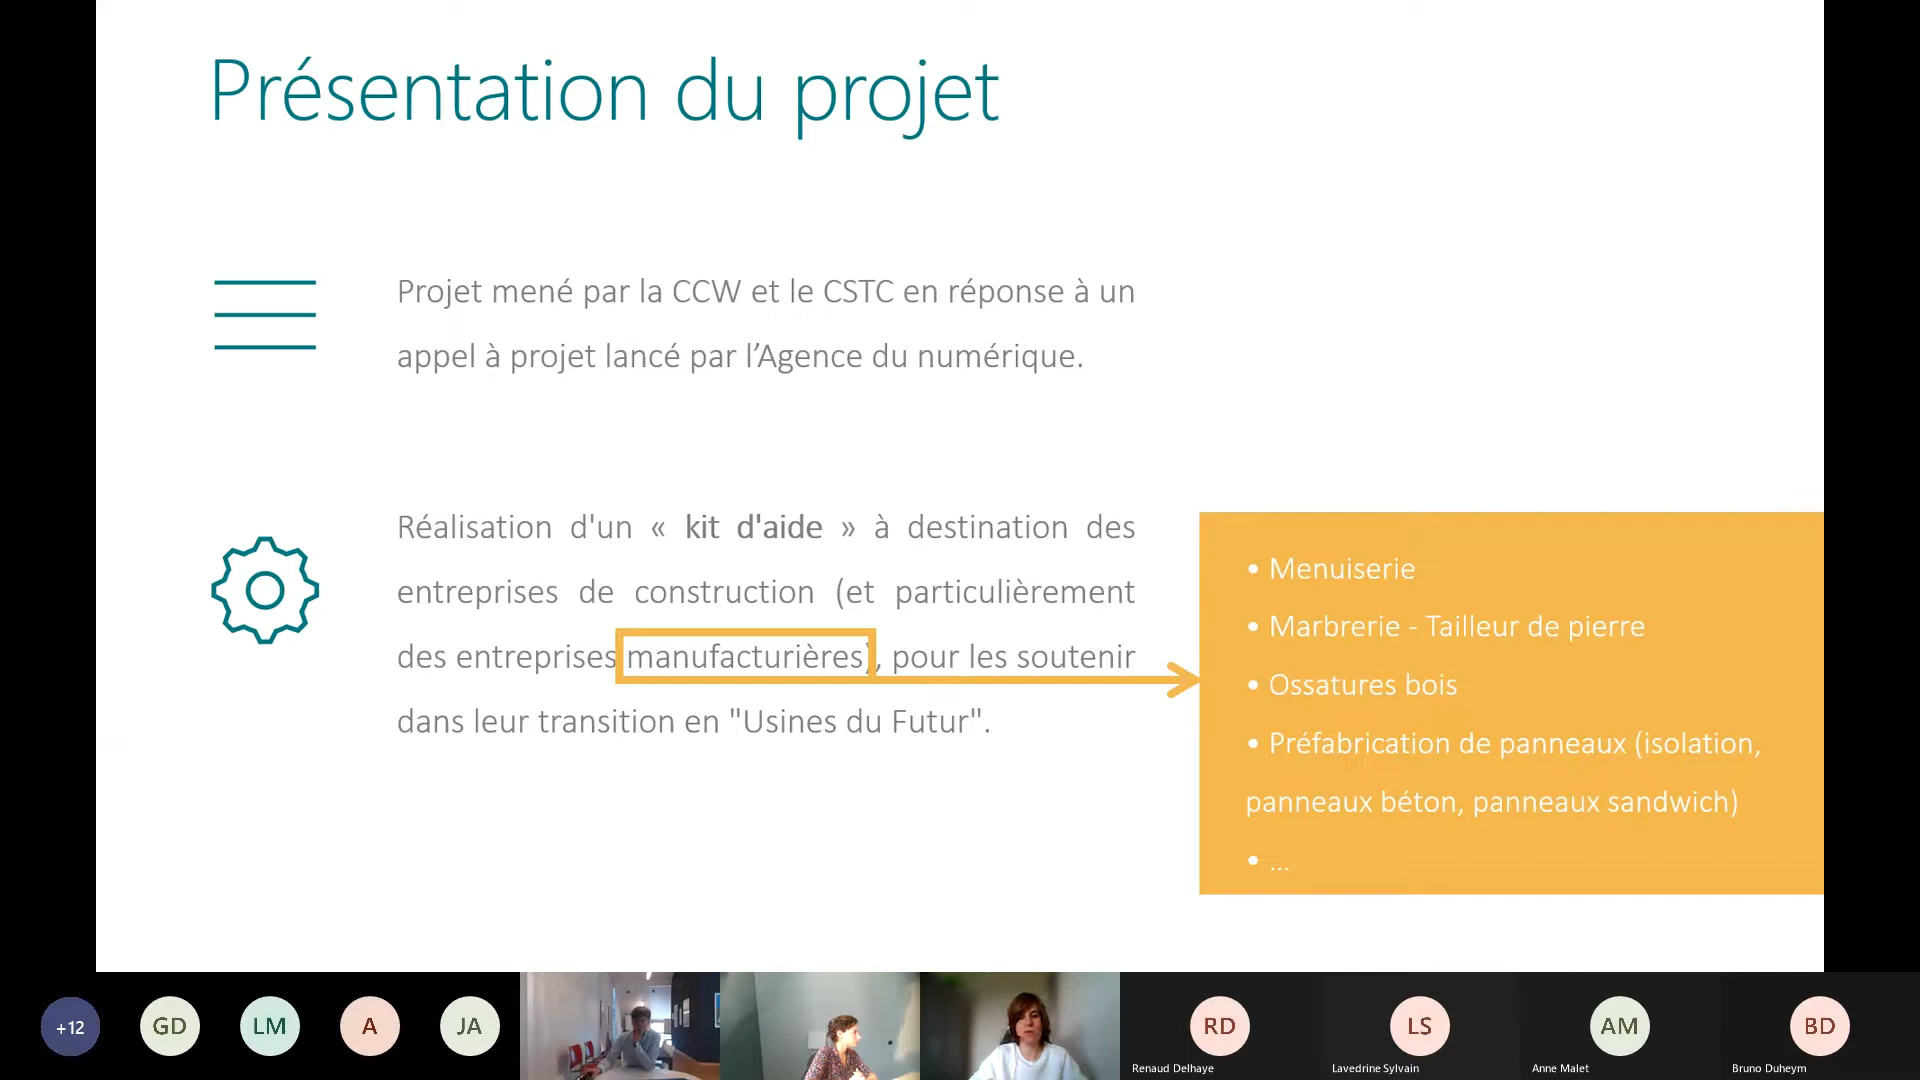 Présentation du projet
Projet mené par la CCW et le CSTC en réponse à un
appel à projet lancé par l’Agence du numérique.
Réalisation d'un « kit d'aide » à destination des
entreprises de construction (et particulièrement
des entreprises manufacturières), pour les soutenir
dans leur transition en "Usines du Futur".
• Menuiserie
• Marbrerie - Tailleur de pierre
• Ossatures bois
• Préfabrication de panneaux (isolation,
panneaux béton, panneaux sandwich)
• ...
+12
GD
LM
A
JA
RD
Renaud Delhaye
LS
Lavedrine Sylvain
AM
Anne Malet
BD
Bruno Duheym